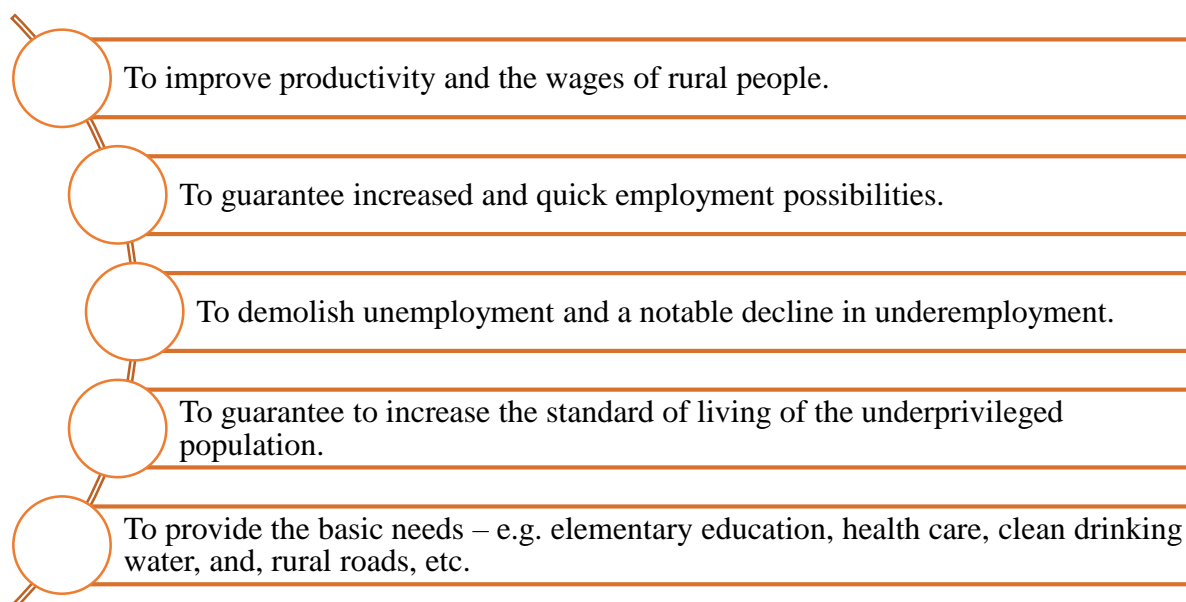 To improve productivity and the wages of rural people.
To guarantee increased and quick employment possibilities.
To demolish unemployment and a notable decline in underemployment.
To guarantee to increase the standard of living of the underprivileged
population.
To provide the basic needs – e.g. elementary education, health care, clean drinking
water, and, rural roads, etc.